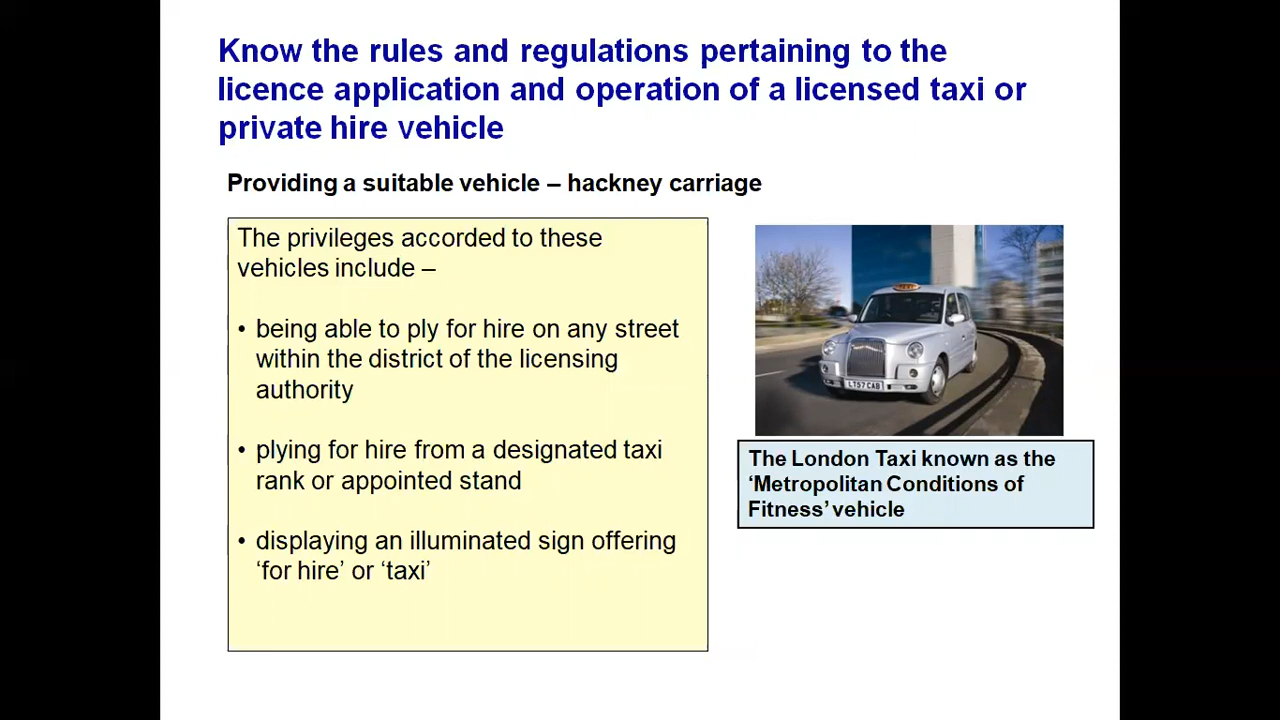 Know the rules and regulations pertaining to the
licence application and operation of a licensed taxi or
private hire vehicle
Providing a suitable vehicle – hackney carriage
The privileges accorded to these
vehicles include –
• being able to ply for hire on any street
within the district of the licensing
authority
• plying for hire from a designated taxi
rank or appointed stand
• displaying an illuminated sign offering
‘for hire’ or ‘taxi’
LT57 CAB
The London Taxi known as the
‘Metropolitan Conditions of
Fitness’ vehicle